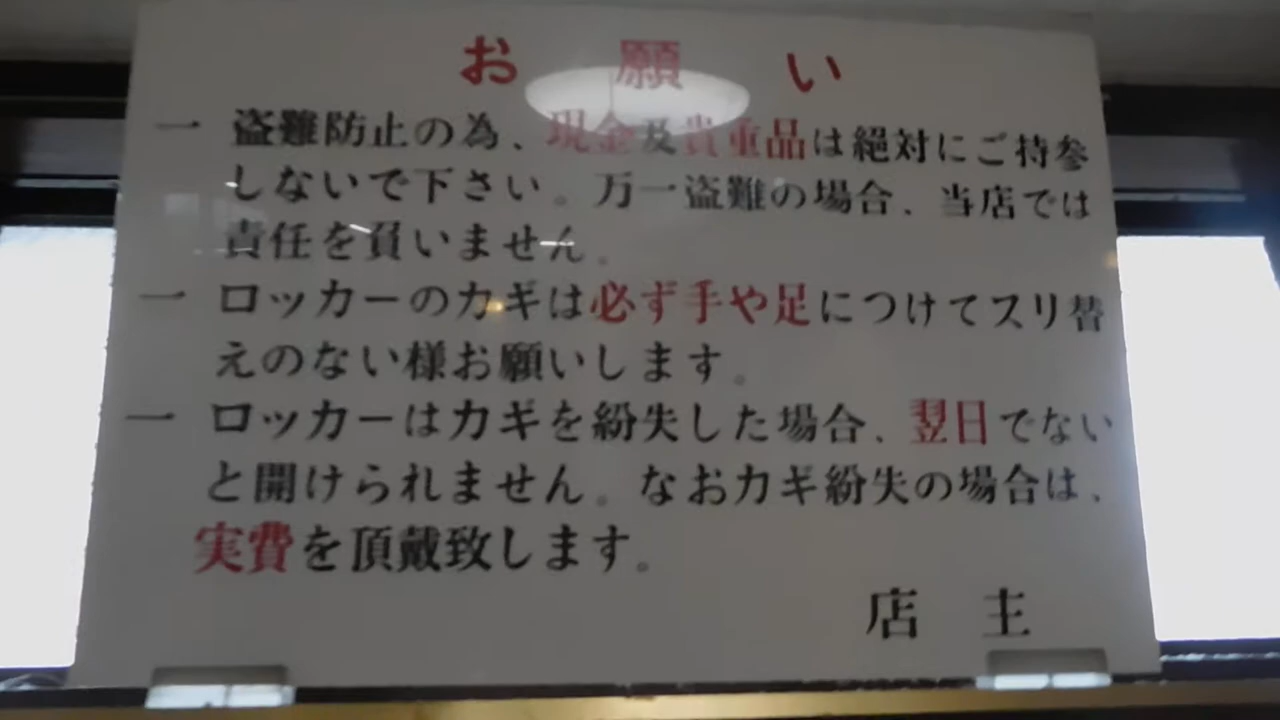 お願い
一 盗難防止の為、現金及貴重品は絶対にご持参
しないで下さい。万一盗難の場合、当店では
責任を負いません。
一 ロッカーのカギは必ず手や足につけてスリ替
えのない様お願いします。
一 ロッカーはカギを紛失した場合、翌日でない
と開けられません。なおカギ紛失の場合は、
実費を頂戴致します。
店主